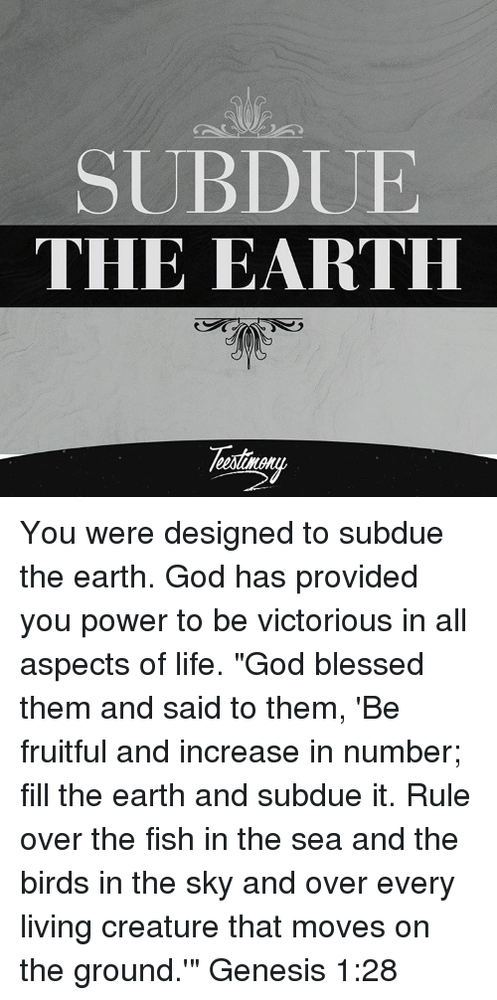 SUBDUE
THE EARTH
Teestimony
You were designed to subdue
the earth. God has provided
you power to be victorious in all
aspects of life. "God blessed
them and said to them, 'Be
fruitful and increase in number;
fill the earth and subdue it. Rule
over the fish in the sea and the
birds in the sky and over every
living creature that moves on
the ground.'" Genesis 1:28